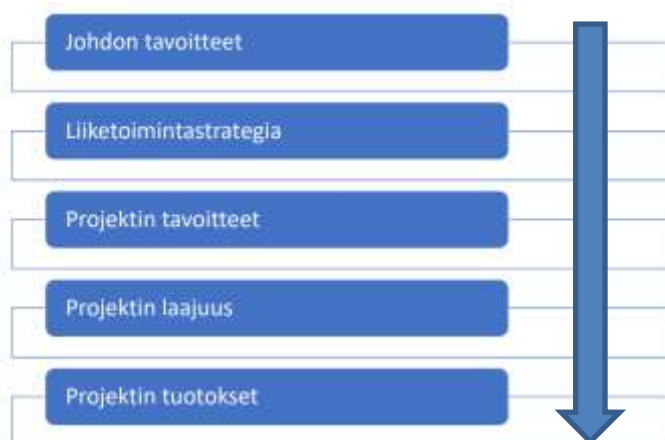 Johdon tavoitteet
Liiketoimintastrategia
Projektin tavoitteet
Projektin laajuus
Projektin tuotokset